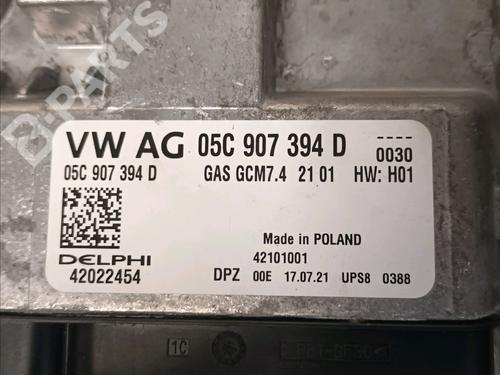 B-PARTS
VW AG 05C 907 394 D ----
0030
05C 907 394 D GAS GCM7.4 21 01 HW: H01
Made in POLAND
DELPHI 42101001
42022454 DPZ 00E 17.07.21 UPS8 0388
1C